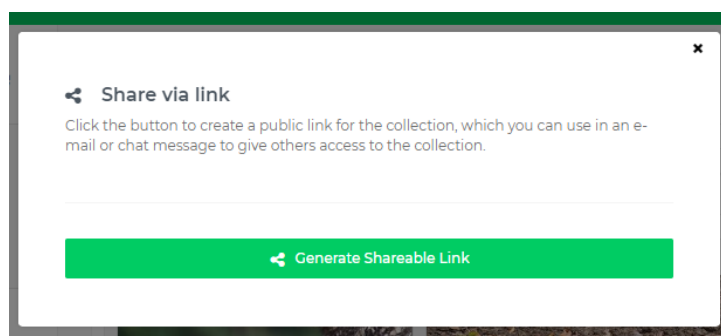 Share via link
Click the button to create a public link for the collection, which you can use in an e-
mail or chat message to give others access to the collection.
Generate Shareable Link